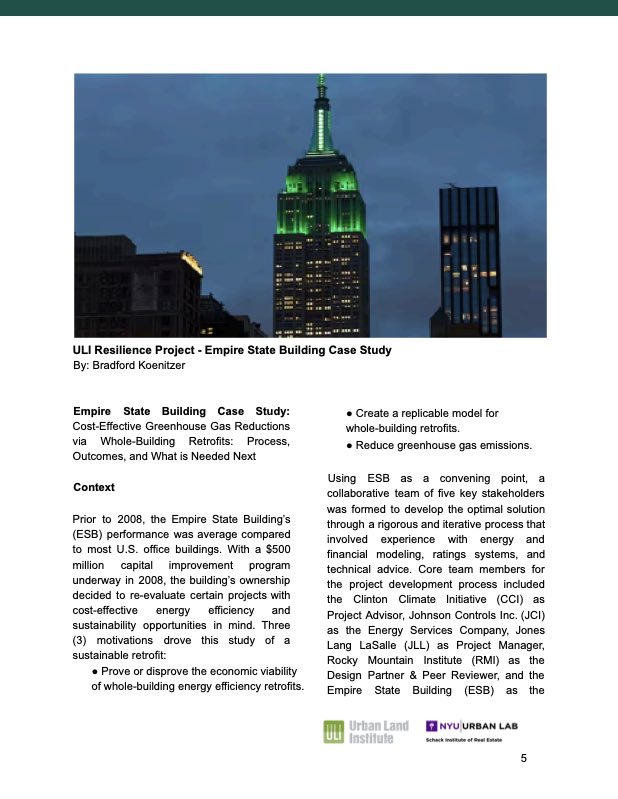 ULI Resilience Project - Empire State Building Case Study
By: Bradford Koenitzer
Empire State Building Case Study:
Cost-Effective Greenhouse Gas Reductions
via Whole-Building Retrofits: Process,
Outcomes, and What is Needed Next
Context
Prior to 2008, the Empire State Building's
(ESB) performance was average compared
to most U.S. office buildings. With a $500
million capital improvement program
underway in 2008, the building's ownership
decided to re-evaluate certain projects with
cost-effective energy efficiency and
sustainability opportunities in mind. Three
(3) motivations drove this study of a
sustainable retrofit:
● Prove or disprove the economic viability
of whole-building energy efficiency retrofits.
● Create a replicable model for
whole-building retrofits.
● Reduce greenhouse gas emissions.
Using ESB as a convening point, a
collaborative team of five key stakeholders
was formed to develop the optimal solution
through a rigorous and iterative process that
involved experience with energy and
financial modeling, ratings systems, and
technical advice. Core team members for
the project development process included
the Clinton Climate Initiative (CCI) as
Project Advisor, Johnson Controls Inc. (JCI)
as the Energy Services Company, Jones
Lang LaSalle (JLL) as Project Manager,
Rocky Mountain Institute (RMI) as the
Design Partner & Peer Reviewer, and the
Empire State Building (ESB) as the
ULI Urban Land
Institute
NYU URBAN LAB
Schack Institute of Real Estate
5